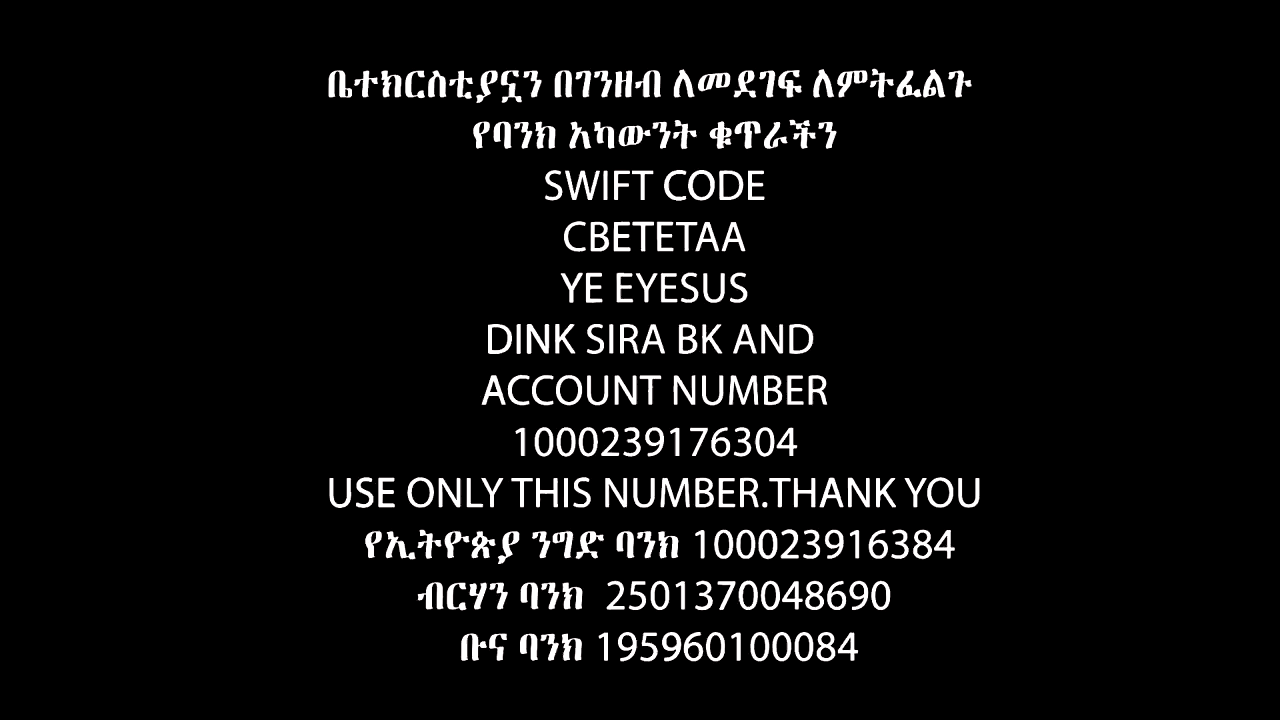 ቤተክርስቲያኗን በገንዘብ ለመደገፍ ለምትፈልጉ
የባንክ አካውንት ቁጥራችን
SWIFT CODE
CBETETAA
YE EYESUS
DINK SIRA BK AND
ACCOUNT NUMBER
1000239176304
USE ONLY THIS NUMBER.THANK YOU
የኢትዮጵያ ንግድ ባንክ 100023916384
ብርሃን ባንክ 2501370048690
ቡና ባንክ 195960100084